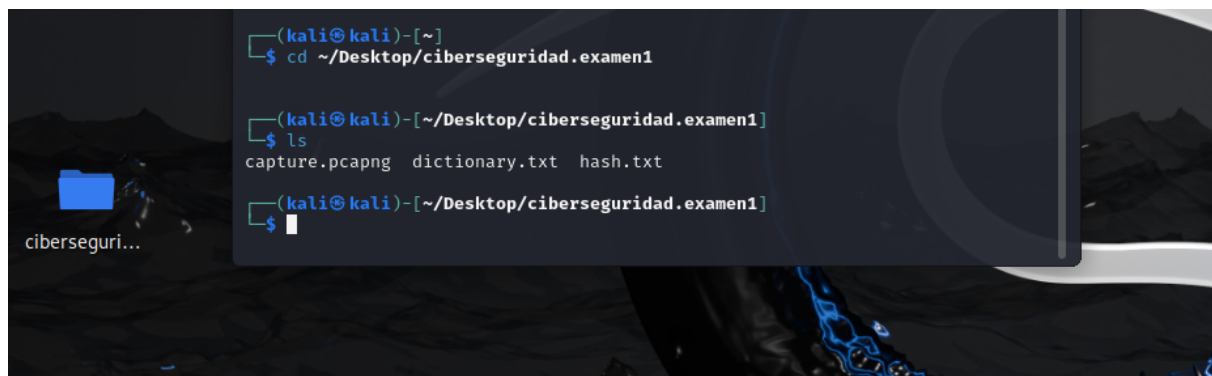 ┌──(kali㉿kali)-[~]
└─$ cd ~/Desktop/ciberseguridad.examen1
┌──(kali㉿kali)-[~/Desktop/ciberseguridad.examen1]
└─$ ls
capture.pcapng  dictionary.txt  hash.txt
┌──(kali㉿kali)-[~/Desktop/ciberseguridad.examen1]
└─$
ciberseguri...